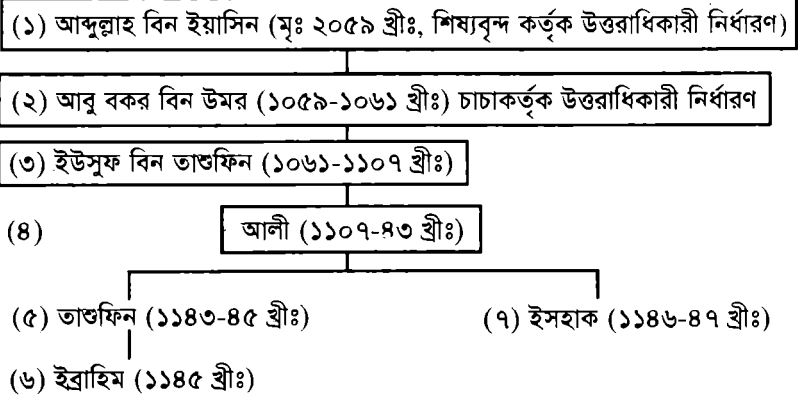 (১) আব্দুল্লাহ বিন ইয়াসিন (মৃঃ ২০৫৯ খ্রীঃ, শিষ্যবৃন্দ কর্তৃক উত্তরাধিকারী নির্ধারণ)
(২) আবু বকর বিন উমর (১০৫৯-১০৬১ খ্রীঃ) চাচাকর্তৃক উত্তরাধিকারী নির্ধারণ
(৩) ইউসুফ বিন তাশুফিন (১০৬১-১১০৭ খ্রীঃ)
(৪) আলী (১১০৭-৪৩ খ্রীঃ)
(৫) তাশুফিন (১১৪৩-৪৫ খ্রীঃ) (৭) ইসহাক (১১৪৬-৪৭ খ্রীঃ)
(৬) ইব্রাহিম (১১৪৫ খ্রীঃ)